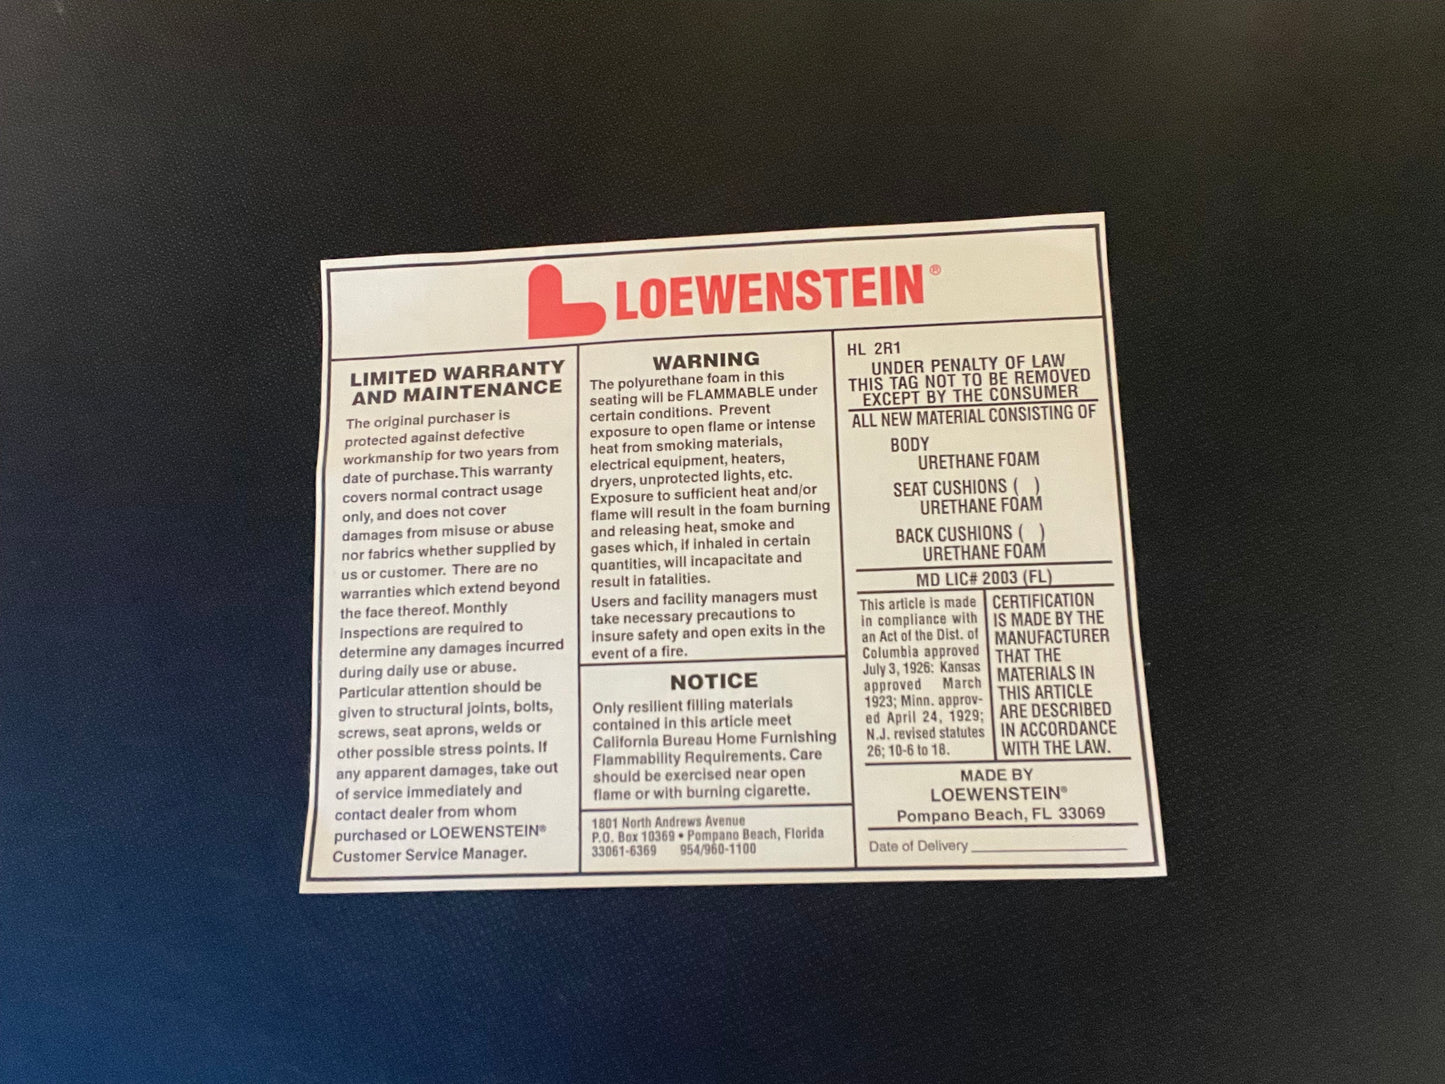 LOEWENSTEIN®
LIMITED WARRANTY
AND MAINTENANCE
The original purchaser is
protected against defective
workmanship for two years from
date of purchase. This warranty
covers normal contract usage
only, and does not cover
damages from misuse or abuse
nor fabrics whether supplied by
us or customer. There are no
warranties which extend beyond
the face thereof. Monthly
Inspections are required to
determine any damages incurred
during daily use or abuse.
Particular attention should be
given to structural joints, bolts,
screws, seat aprons, welds or
other possible stress points. If
any apparent damages, take out
of service immediately and
contact dealer from whom
purchased or LOEWENSTEIN®
Customer Service Manager.
WARNING
The polyurethane foam in this
seating will be FLAMMABLE under
certain conditions. Prevent
exposure to open flame or intense
heat from smoking materials,
electrical equipment, heaters,
dryers, unprotected lights, etc.
Exposure to sufficient heat and/or
flame will result in the foam burning
and releasing heat, smoke and
gases which, if inhaled in certain
quantities, will incapacitate and
result in fatalities.
Users and facility managers must
take necessary precautions to
insure safety and open exits in the
event of a fire.
NOTICE
Only resilient filling materials
contained in this article meet
California Bureau Home Furnishing
Flammability Requirements. Care
should be exercised near open
flame or with burning cigarette.
1801 North Andrews Avenue
P.O. Box 10369 • Pompano Beach, Florida
33061-6369 954/960-1100
HL 2R1
UNDER PENALTY OF LAW
THIS TAG NOT TO BE REMOVED
EXCEPT BY THE CONSUMER
ALL NEW MATERIAL CONSISTING OF
BODY
URETHANE FOAM
SEAT CUSHIONS ( )
URETHANE FOAM
BACK CUSHIONS ( )
URETHANE FOAM
MD LIC# 2003 (FL)
This article is made
in compliance with
an Act of the Dist. of
Columbia approved
July 3, 1926: Kansas
approved March
1923; Minn. approv-
ed April 24, 1929;
N.J. revised statutes
26; 10-6 to 18.
CERTIFICATION
IS MADE BY THE
MANUFACTURER
THAT THE
MATERIALS IN
THIS ARTICLE
ARE DESCRIBED
IN ACCORDANCE
WITH THE LAW.
MADE BY
LOEWENSTEIN®
Pompano Beach, FL 33069
Date of Delivery